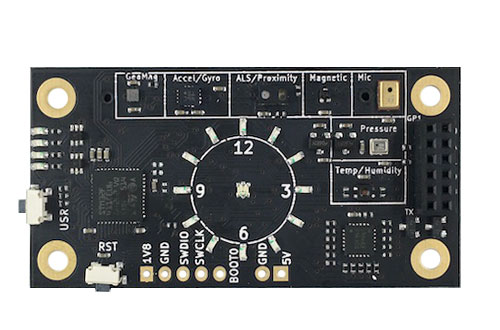 GeoMag Accel/Gyro ALS/Proximity Magnetic Mic
GP1
Pressure
Temp/Humidity
12
9 3
6
USR
RST
TX
1V8 GND SWDIO SWCLK BOOT0 GND 5V